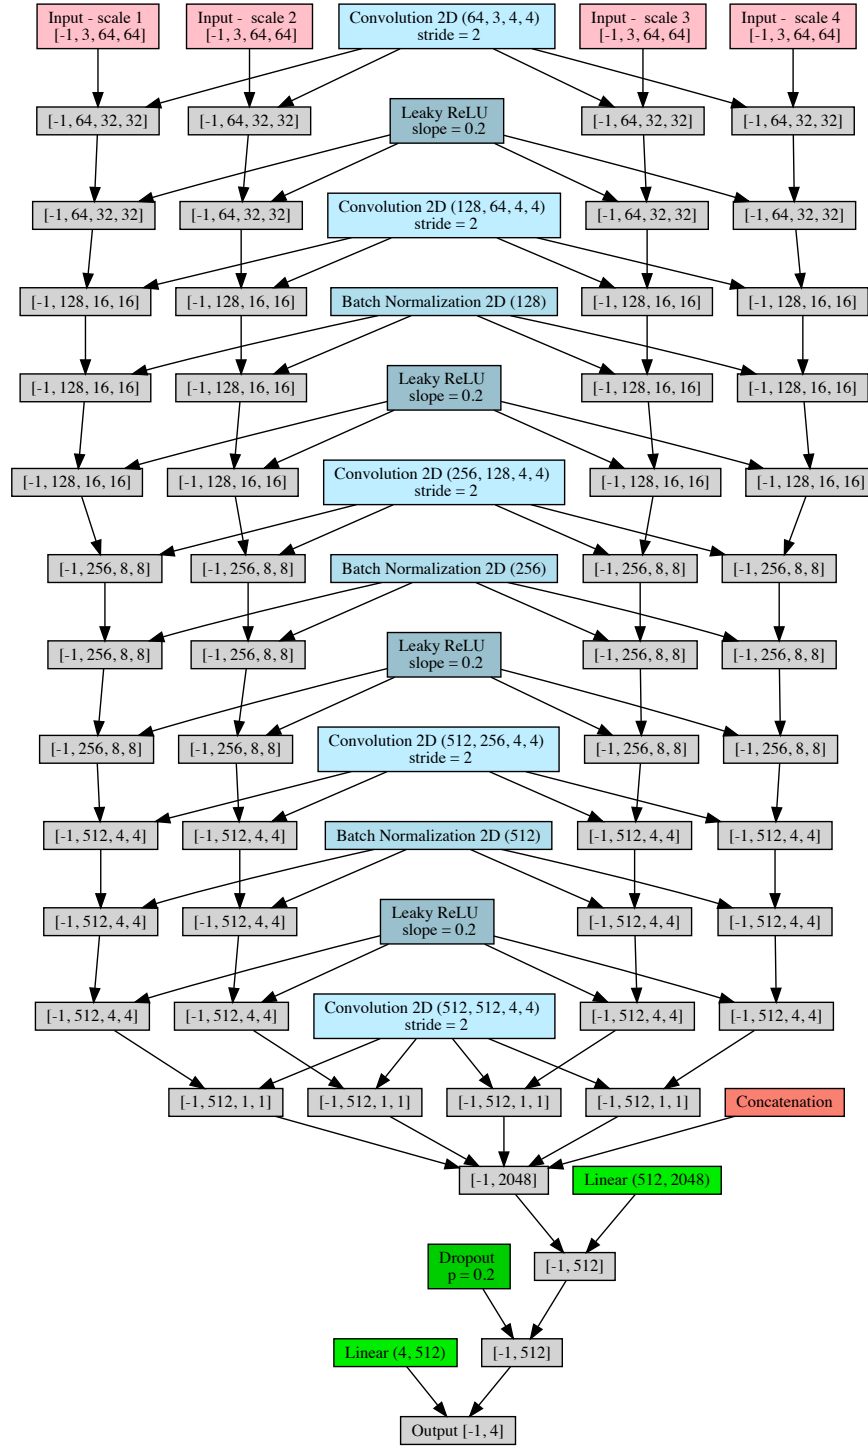 Input -  scale 1
[-1, 3, 64, 64]
Input -  scale 2
[-1, 3, 64, 64]
Convolution 2D (64, 3, 4, 4)
stride = 2
Input -  scale 3
[-1, 3, 64, 64]
Input -  scale 4
[-1, 3, 64, 64]
[-1, 64, 32, 32]
[-1, 64, 32, 32]
Leaky ReLU
slope = 0.2
[-1, 64, 32, 32]
[-1, 64, 32, 32]
[-1, 64, 32, 32]
[-1, 64, 32, 32]
Convolution 2D (128, 64, 4, 4)
stride = 2
[-1, 64, 32, 32]
[-1, 64, 32, 32]
[-1, 128, 16, 16]
[-1, 128, 16, 16]
Batch Normalization 2D (128)
[-1, 128, 16, 16]
[-1, 128, 16, 16]
[-1, 128, 16, 16]
[-1, 128, 16, 16]
Leaky ReLU
slope = 0.2
[-1, 128, 16, 16]
[-1, 128, 16, 16]
[-1, 128, 16, 16]
[-1, 128, 16, 16]
Convolution 2D (256, 128, 4, 4)
stride = 2
[-1, 128, 16, 16]
[-1, 128, 16, 16]
[-1, 256, 8, 8]
[-1, 256, 8, 8]
Batch Normalization 2D (256)
[-1, 256, 8, 8]
[-1, 256, 8, 8]
[-1, 256, 8, 8]
[-1, 256, 8, 8]
Leaky ReLU
slope = 0.2
[-1, 256, 8, 8]
[-1, 256, 8, 8]
[-1, 256, 8, 8]
[-1, 256, 8, 8]
Convolution 2D (512, 256, 4, 4)
stride = 2
[-1, 256, 8, 8]
[-1, 256, 8, 8]
[-1, 512, 4, 4]
[-1, 512, 4, 4]
Batch Normalization 2D (512)
[-1, 512, 4, 4]
[-1, 512, 4, 4]
[-1, 512, 4, 4]
[-1, 512, 4, 4]
Leaky ReLU
slope = 0.2
[-1, 512, 4, 4]
[-1, 512, 4, 4]
[-1, 512, 4, 4]
[-1, 512, 4, 4]
Convolution 2D (512, 512, 4, 4)
stride = 2
[-1, 512, 4, 4]
[-1, 512, 4, 4]
[-1, 512, 1, 1]
[-1, 512, 1, 1]
[-1, 512, 1, 1]
[-1, 512, 1, 1]
Concatenation
[-1, 2048]
Linear (512, 2048)
Dropout
p = 0.2
[-1, 512]
Linear (4, 512)
[-1, 512]
Output [-1, 4]